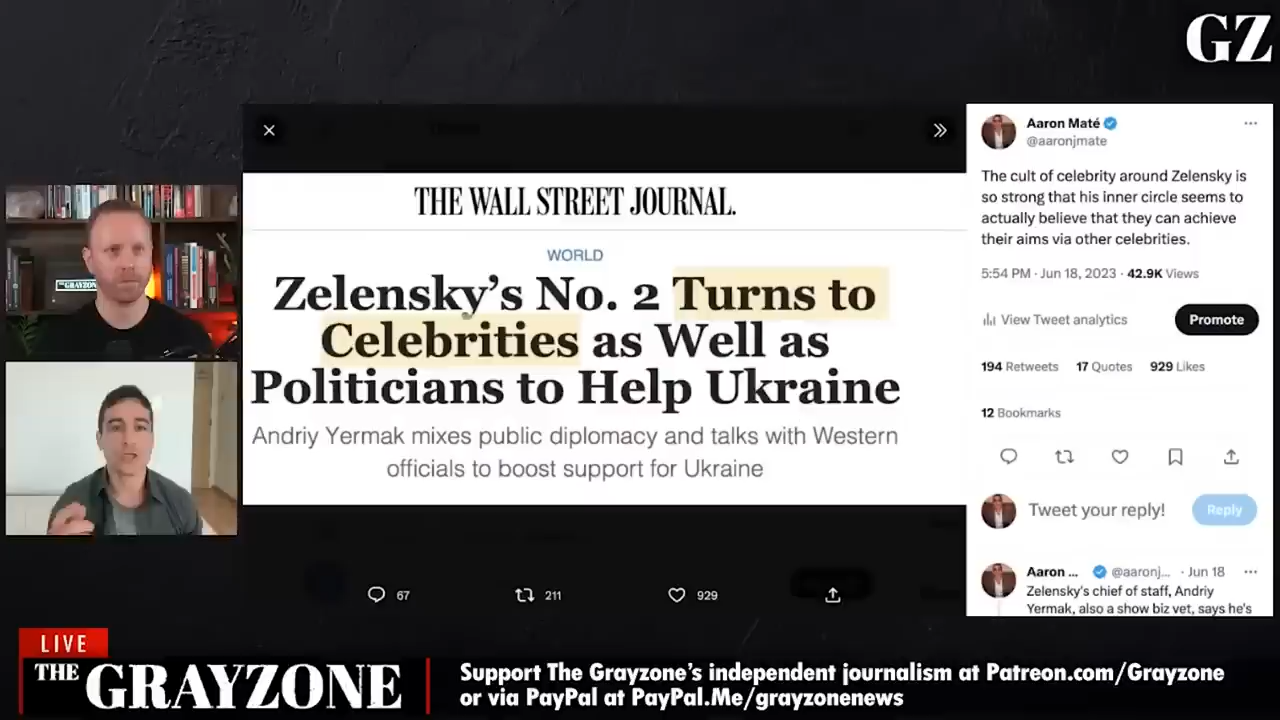 GZ
THE WALL STREET JOURNAL.
WORLD
Zelensky's No. 2 Turns to
Celebrities as Well as
Politicians to Help Ukraine
Andriy Yermak mixes public diplomacy and talks with Western
officials to boost support for Ukraine
67
211
929
Aaron Maté
@aaronjmate
The cult of celebrity around Zelensky is
so strong that his inner circle seems to
actually believe that they can achieve
their aims via other celebrities.
5:54 PM · Jun 18, 2023 · 42.9K Views
View Tweet analytics
Promote
194 Retweets 17 Quotes 929 Likes
12 Bookmarks
Tweet your reply!
Reply
Aaron ... @aaronj... · Jun 18
Zelensky's chief of staff, Andriy
Yermak, also a show biz vet, says he's
LIVE
THE GRAYZONE
Support The Grayzone's independent journalism at Patreon.com/Grayzone
or via PayPal at PayPal.Me/grayzonenews